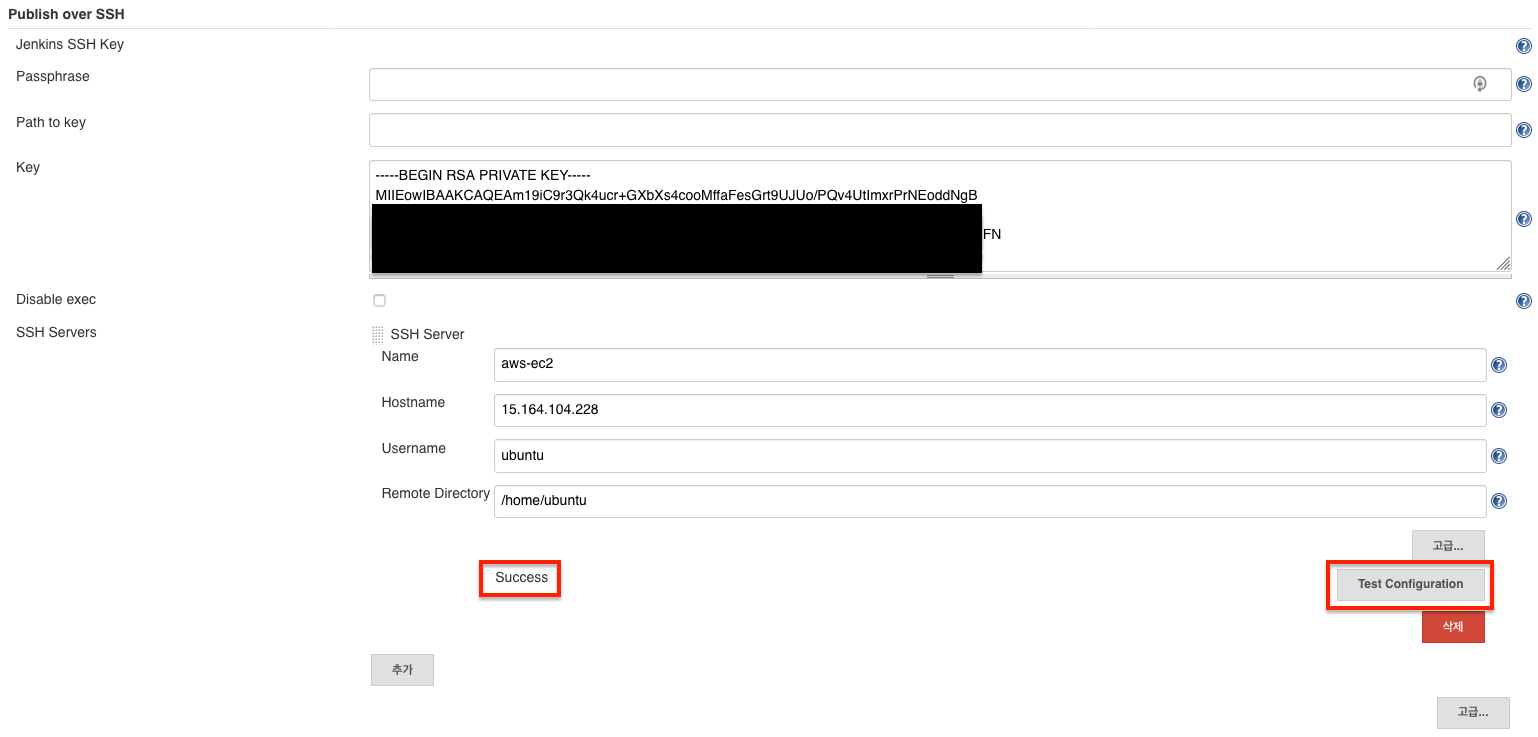 Publish over SSH
Jenkins SSH Key
Passphrase
Path to key
Key
-----BEGIN RSA PRIVATE KEY-----
MIIEowIBAAKCAQEAm19iC9r3Qk4ucr+GXbXs4cooMffaFesGrt9UJUo/PQv4UtImxrPrNEoddNgB
FN
Disable exec
SSH Servers
SSH Server
Name
aws-ec2
Hostname
15.164.104.228
Username
ubuntu
Remote Directory
/home/ubuntu
고급...
Success
Test Configuration
삭제
추가
고급...